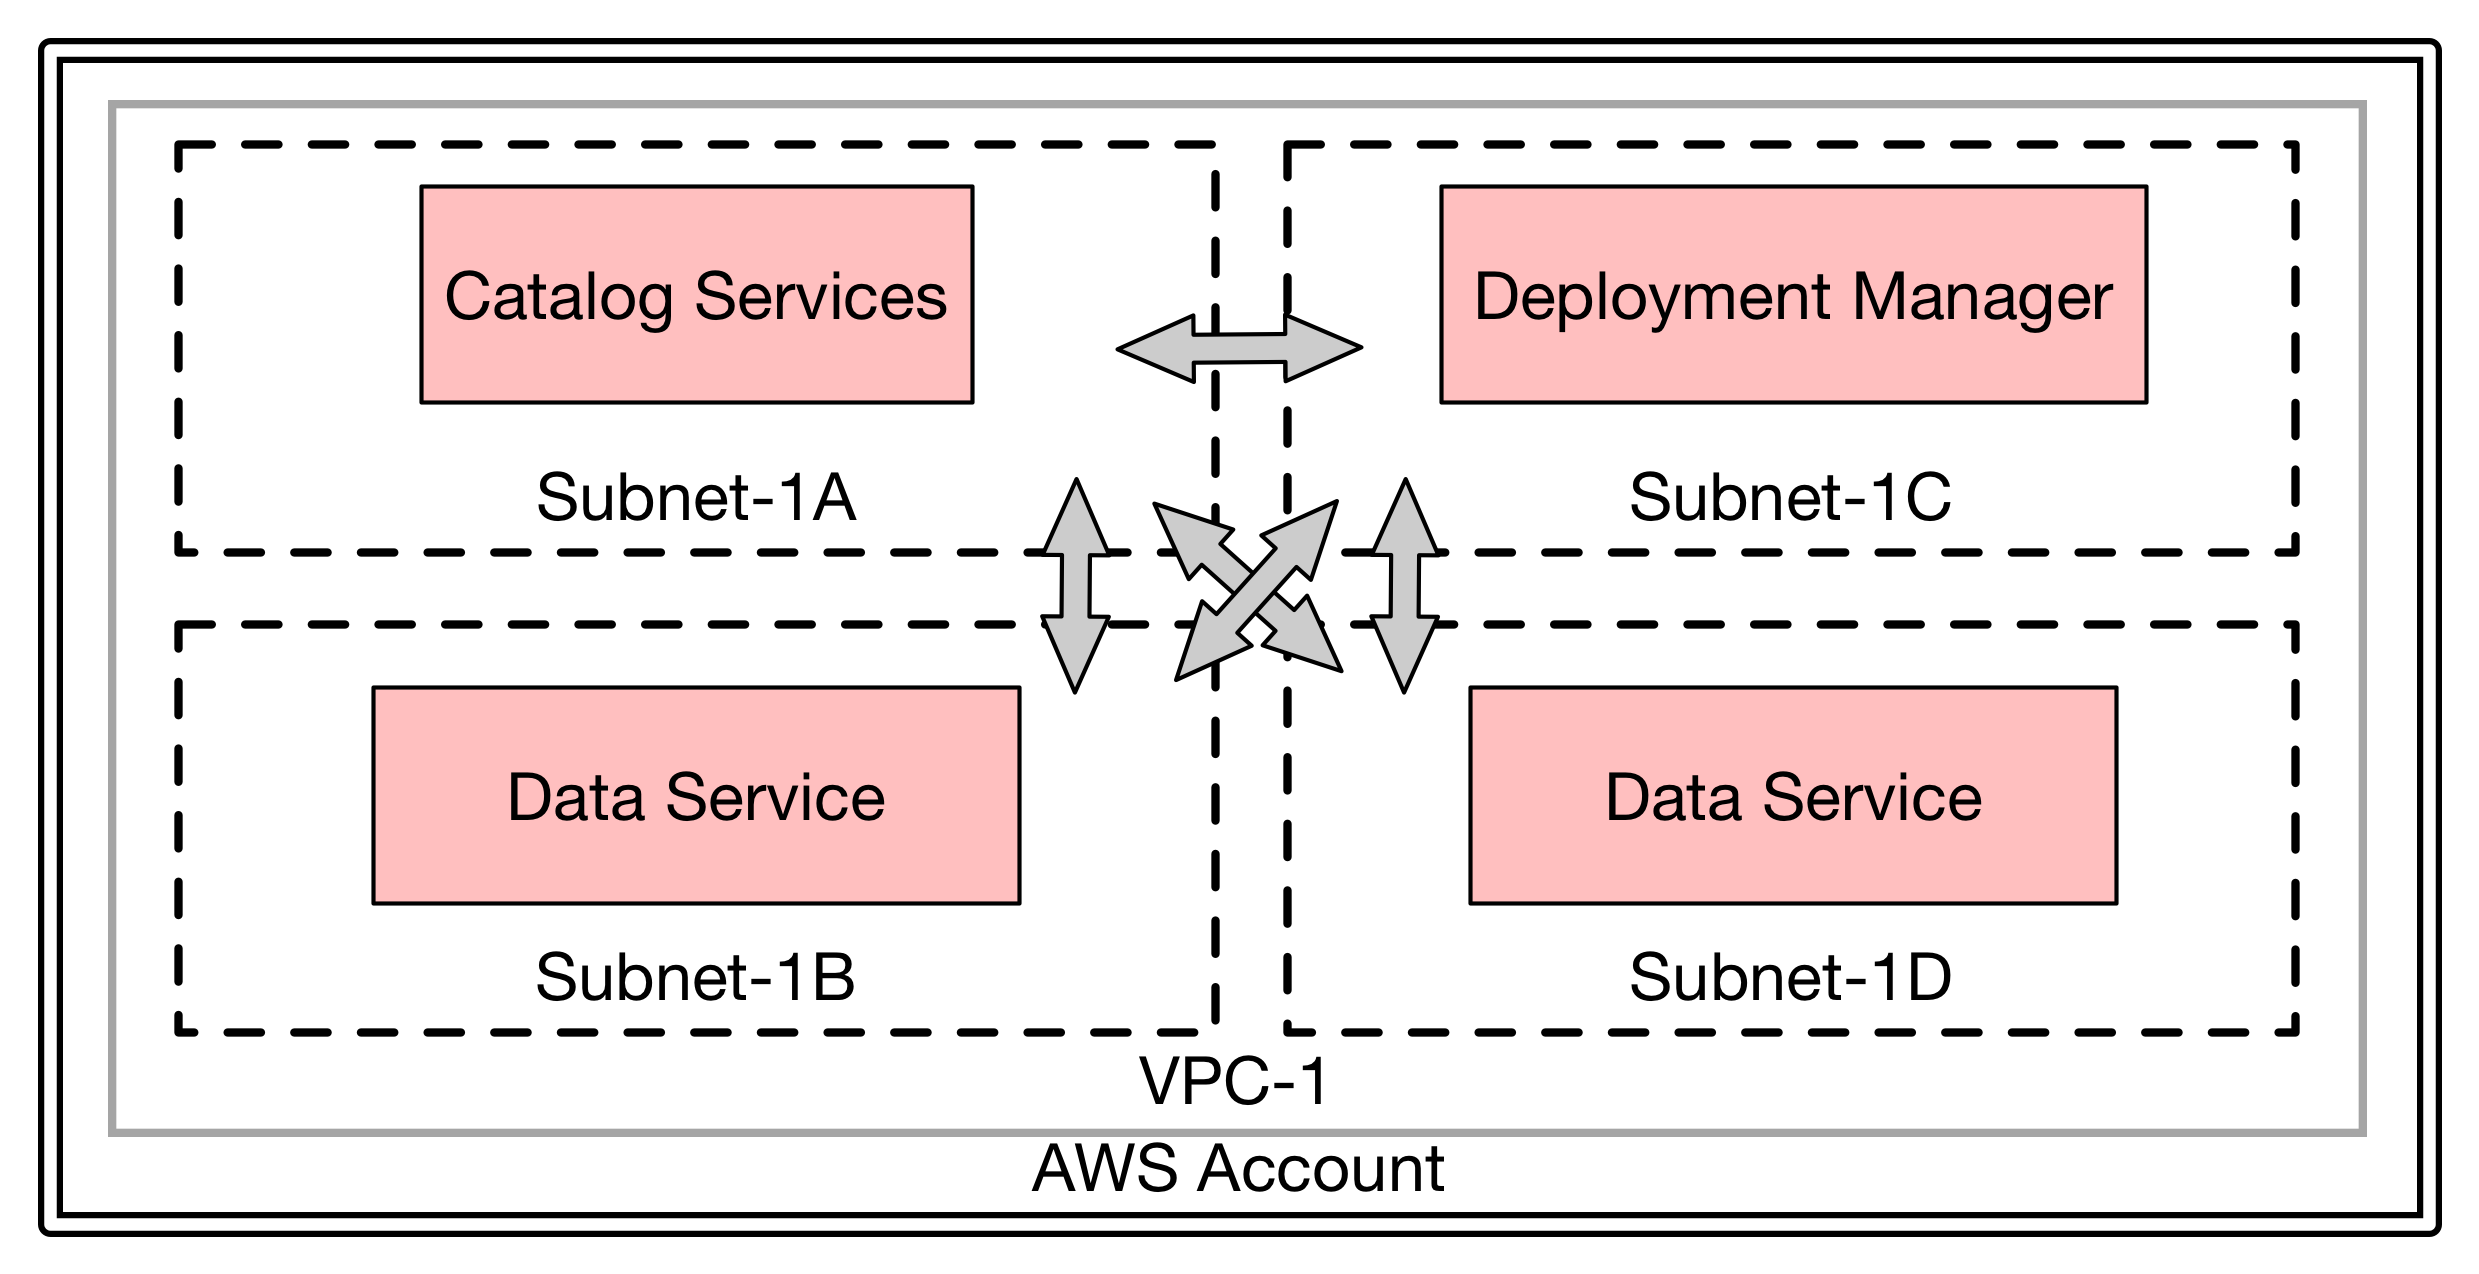 Catalog Services
Deployment Manager
Subnet-1A
Subnet-1C
Data Service
Data Service
Subnet-1B
Subnet-1D
VPC-1
AWS Account